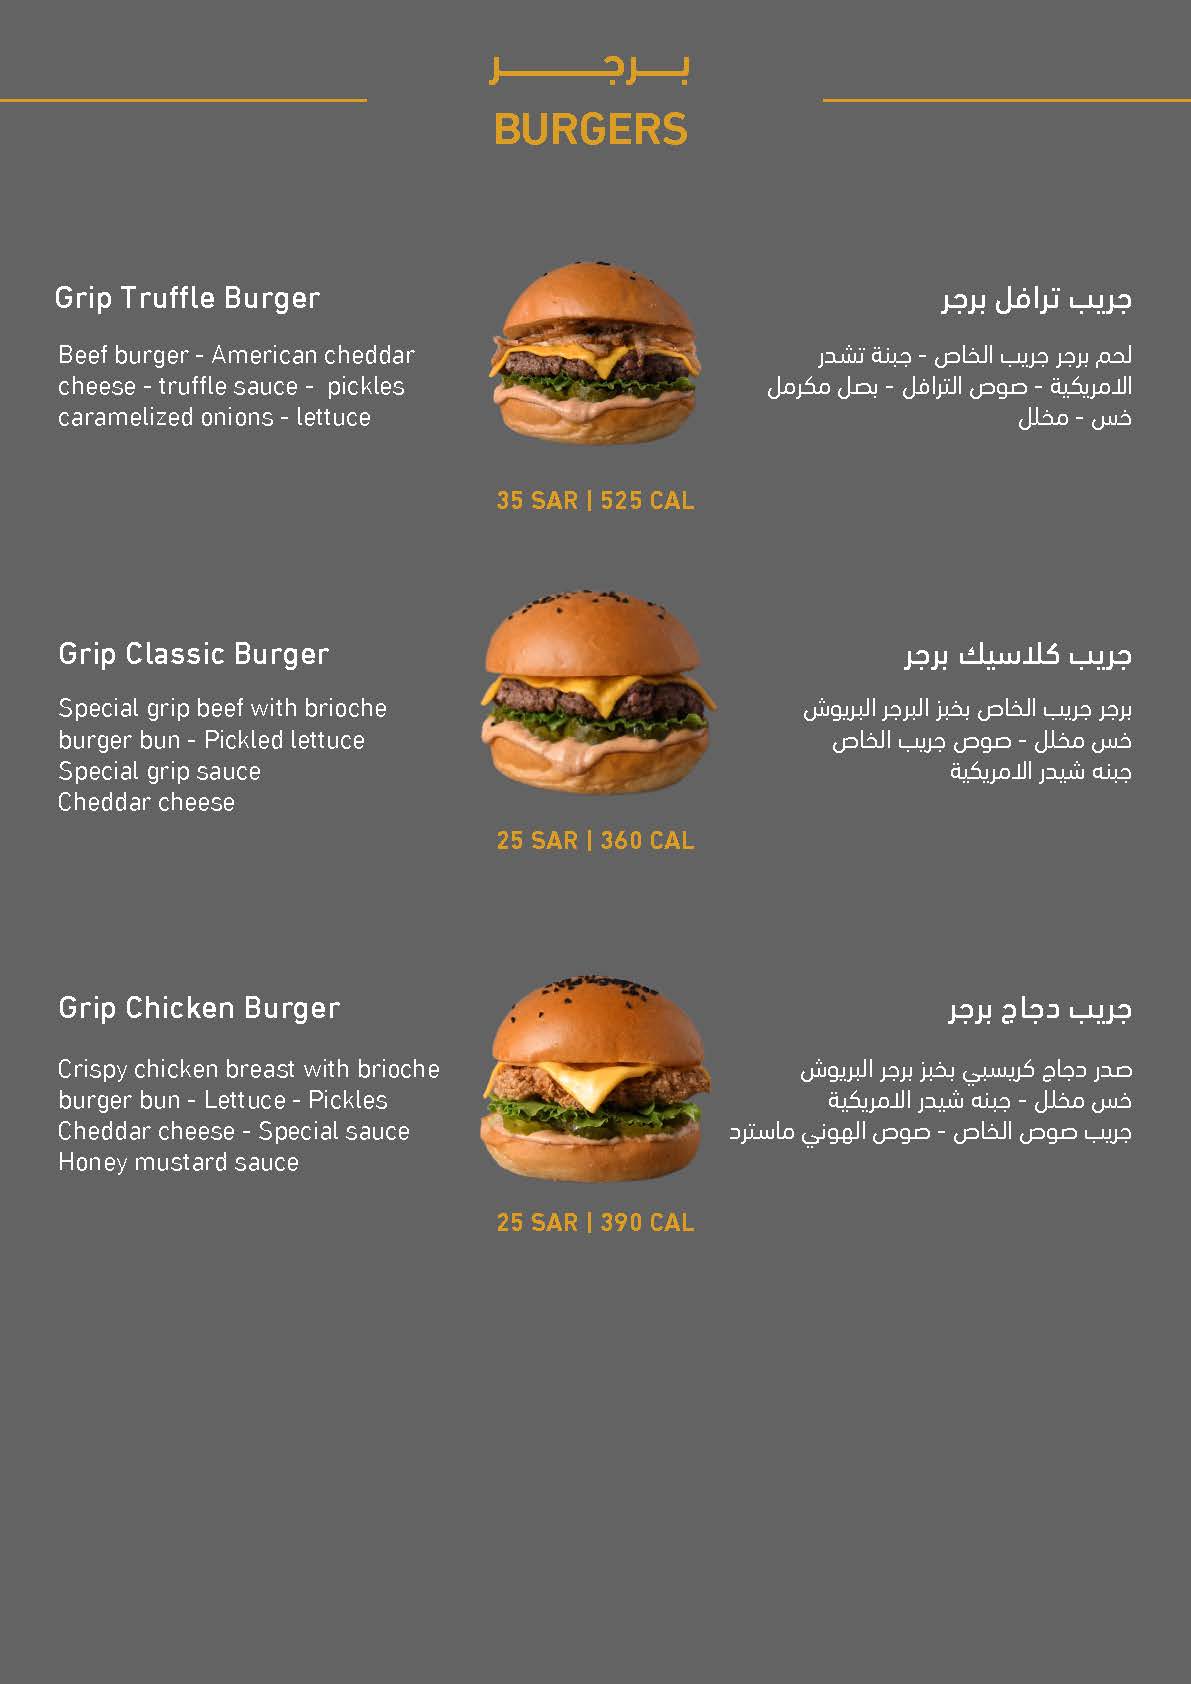 برجر
BURGERS
Grip Truffle Burger
Beef burger - American cheddar
cheese - truffle sauce - pickles
caramelized onions - lettuce
جريب ترافل برجر
لحم برجر جريب الخاص - جبنة تشدر
الامريكية - صوص الترافل - بصل مكرمل
خس - مخلل
35 SAR | 525 CAL
Grip Classic Burger
Special grip beef with brioche
burger bun - Pickled lettuce
Special grip sauce
Cheddar cheese
جريب كلاسيك برجر
برجر جريب الخاص بخبز البرجر البريوش
خس مخلل - صوص جريب الخاص
جبنه شيدر الامريكية
25 SAR | 360 CAL
Grip Chicken Burger
Crispy chicken breast with brioche
burger bun - Lettuce - Pickles
Cheddar cheese - Special sauce
Honey mustard sauce
جريب دجاج برجر
صدر دجاج كريسبي بخبز برجر البريوش
خس مخلل - جبنه شيدر الامريكية
جريب صوص الخاص - صوص الهوني ماسترد
25 SAR | 390 CAL